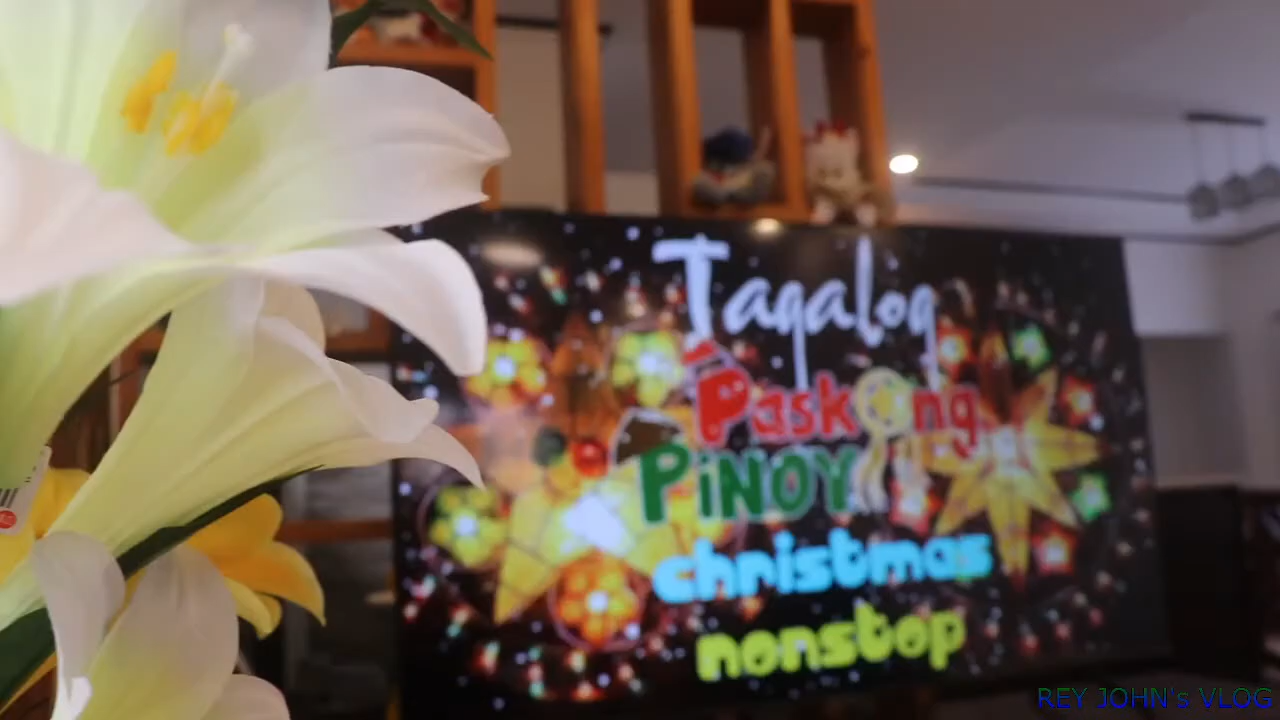 Tagalog
Paskong
PiNOY
christmas
nonstop
REY JOHN's VLOG